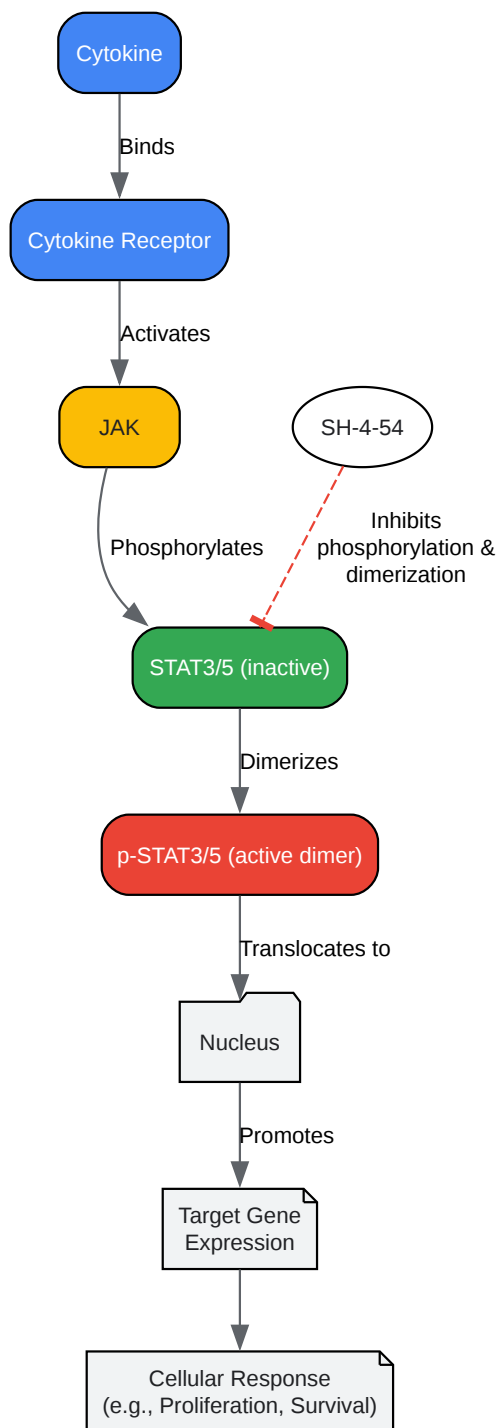 Cytokine
Binds
Cytokine Receptor
Activates
JAK
SH-4-54
Phosphorylates
Inhibits
phosphorylation &
dimerization
STAT3/5 (inactive)
Dimerizes
p-STAT3/5 (active dimer)
Translocates to
Nucleus
Promotes
Target Gene
Expression
Cellular Response
(e.g., Proliferation, Survival)